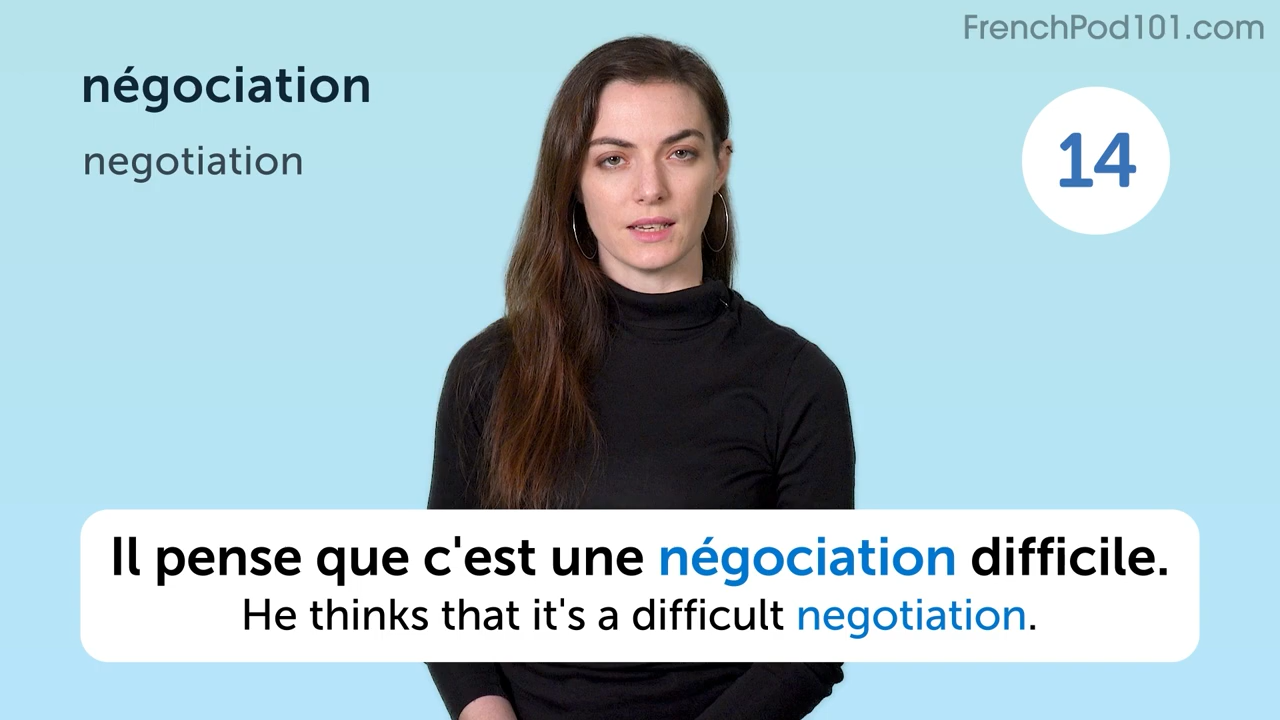 FrenchPod101.com
négociation
negotiation
14
Il pense que c'est une négociation difficile.
He thinks that it's a difficult negotiation.